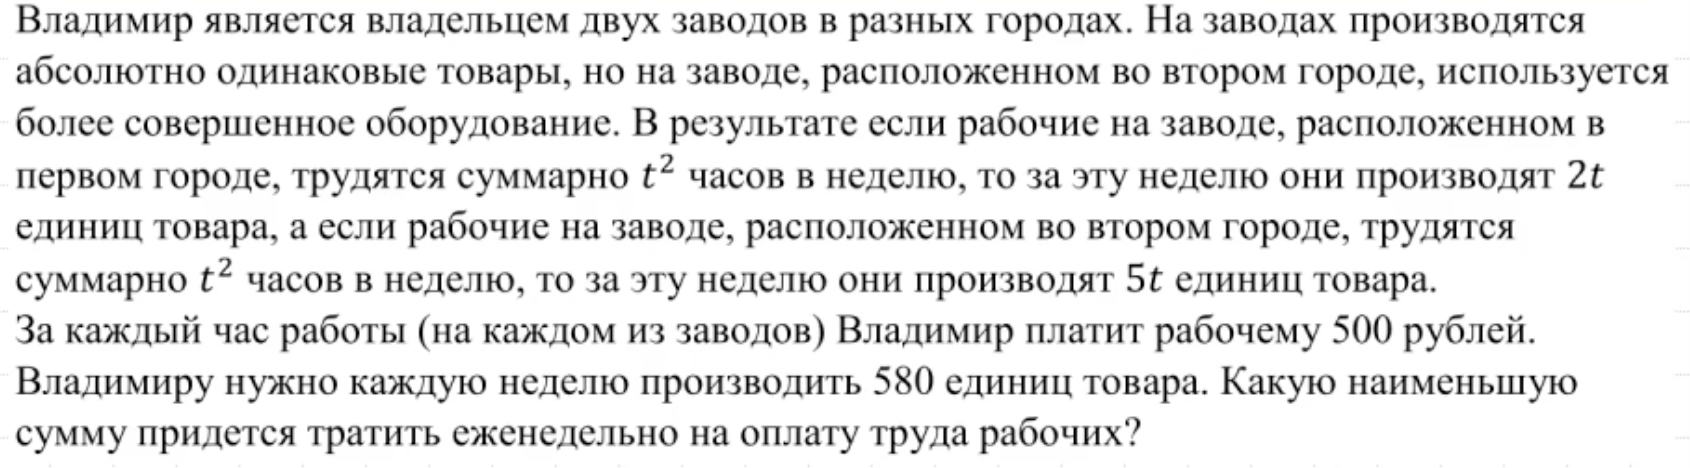 Владимир является владельцем двух заводов в разных городах. На заводах производятся
абсолютно одинаковые товары, но на заводе, расположенном во втором городе, используется
более совершенное оборудование. В результате если рабочие на заводе, расположенном в
первом городе, трудятся суммарно t² часов в неделю, то за эту неделю они производят 2t
единиц товара, а если рабочие на заводе, расположенном во втором городе, трудятся
суммарно t² часов в неделю, то за эту неделю они производят 5t единиц товара.
За каждый час работы (на каждом из заводов) Владимир платит рабочему 500 рублей.
Владимиру нужно каждую неделю производить 580 единиц товара. Какую наименьшую
сумму придется тратить еженедельно на оплату труда рабочих?